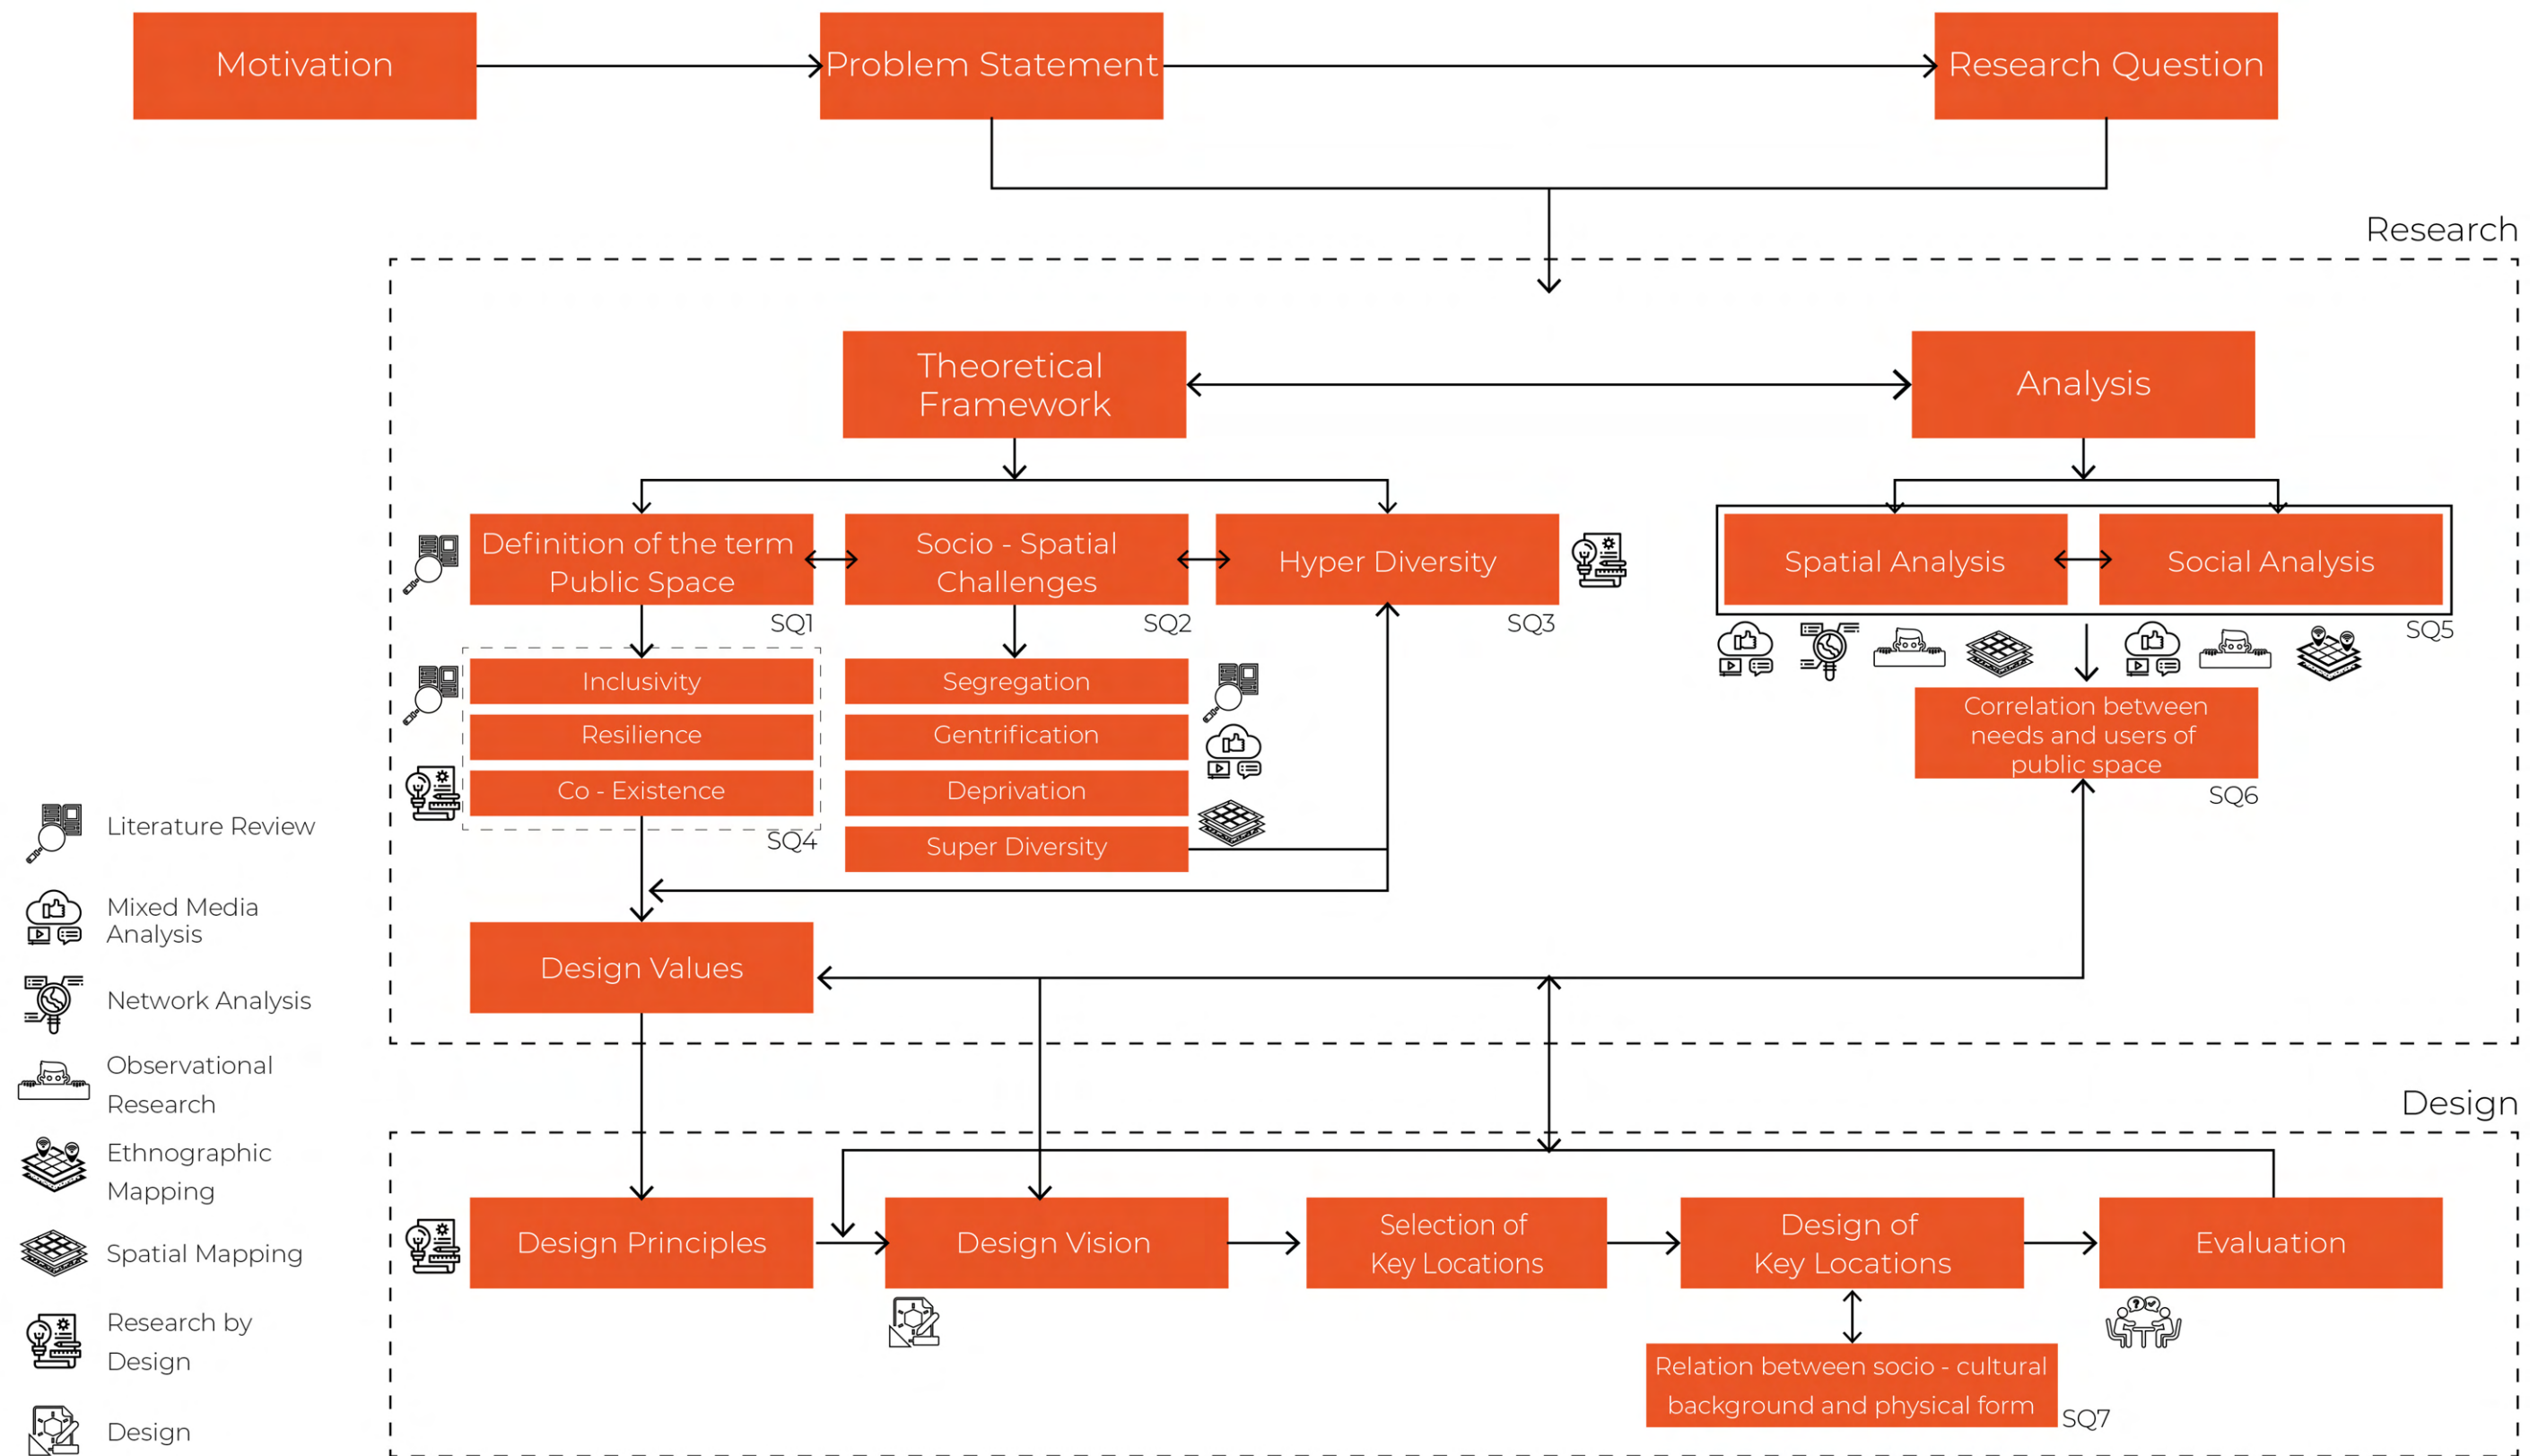 Motivation
Problem Statement
Research Question
Research
Theoretical
Framework
Analysis
Definition of the term
Public Space
SQ1
Socio - Spatial
Challenges
SQ2
Hyper Diversity
SQ3
Spatial Analysis
Social Analysis
SQ5
Inclusivity
Resilience
Co - Existence
SQ4
Segregation
Gentrification
Deprivation
Super Diversity
Correlation between
needs and users of
public space
SQ6
Design Values
Design
Design Principles
Design Vision
Selection of
Key Locations
Design of
Key Locations
Evaluation
Relation between socio - cultural
background and physical form
SQ7
Literature Review
Mixed Media
Analysis
Network Analysis
Observational
Research
Ethnographic
Mapping
Spatial Mapping
Research by
Design
Design